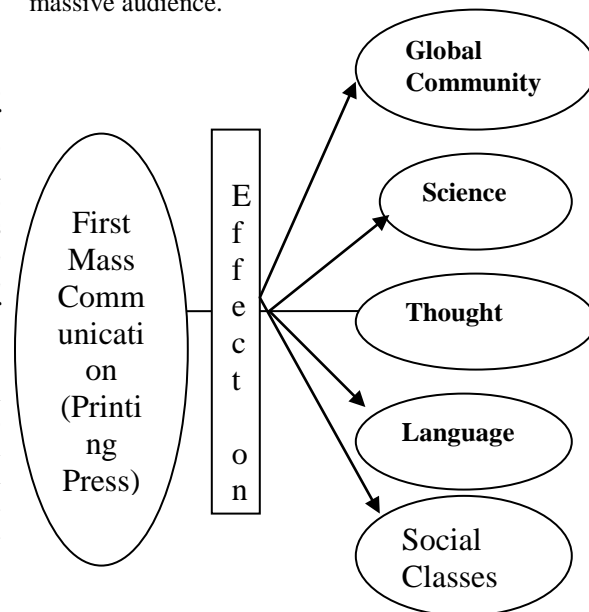 massive audience.
First
Mass
Comm
unicati
on
(Printi
ng
Press)
E
f
f
e
c
t
o
n
Global
Community
Science
Thought
Language
Social
Classes